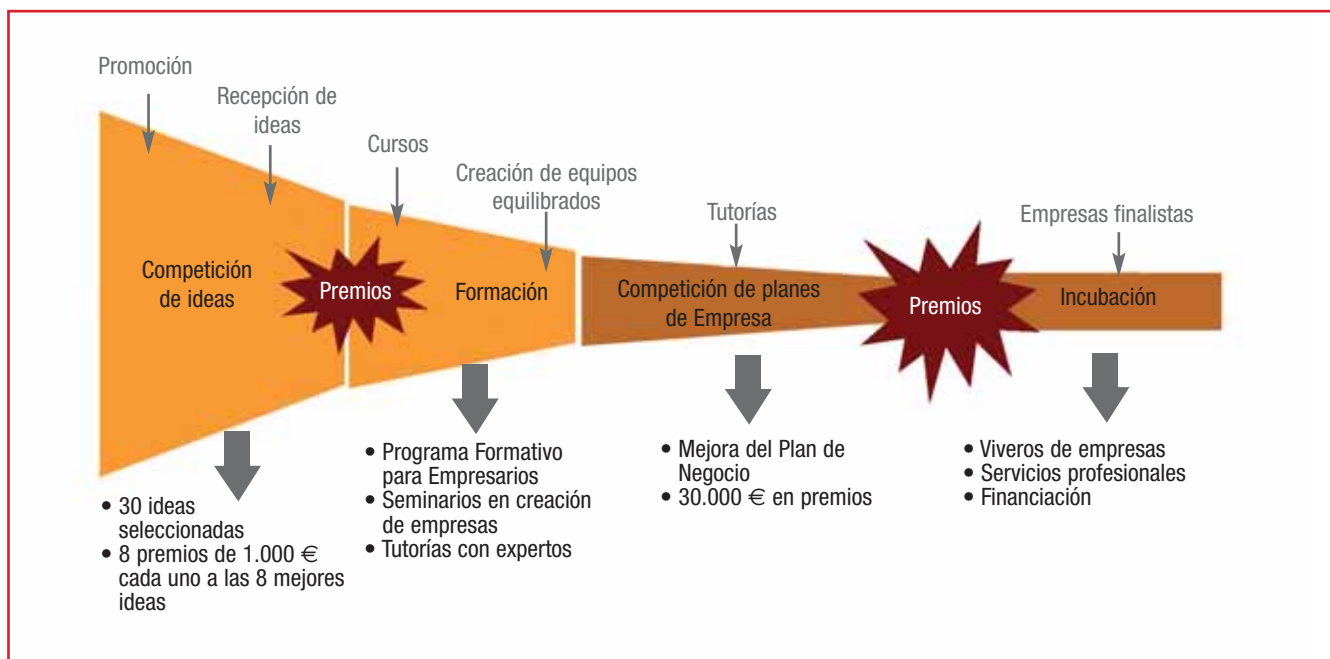 Promoción
Recepción de
ideas
Cursos
Creación de equipos
equilibrados
Tutorías
Empresas finalistas
Competición
de ideas
Premios
Formación
Competición de planes
de Empresa
Premios
Incubación
• 30 ideas
seleccionadas
• 8 premios de 1.000 €
cada uno a las 8 mejores
ideas
• Programa Formativo
para Empresarios
• Seminarios en creación
de empresas
• Tutorías con expertos
• Mejora del Plan de
Negocio
• 30.000 € en premios
• Viveros de empresas
• Servicios profesionales
• Financiación